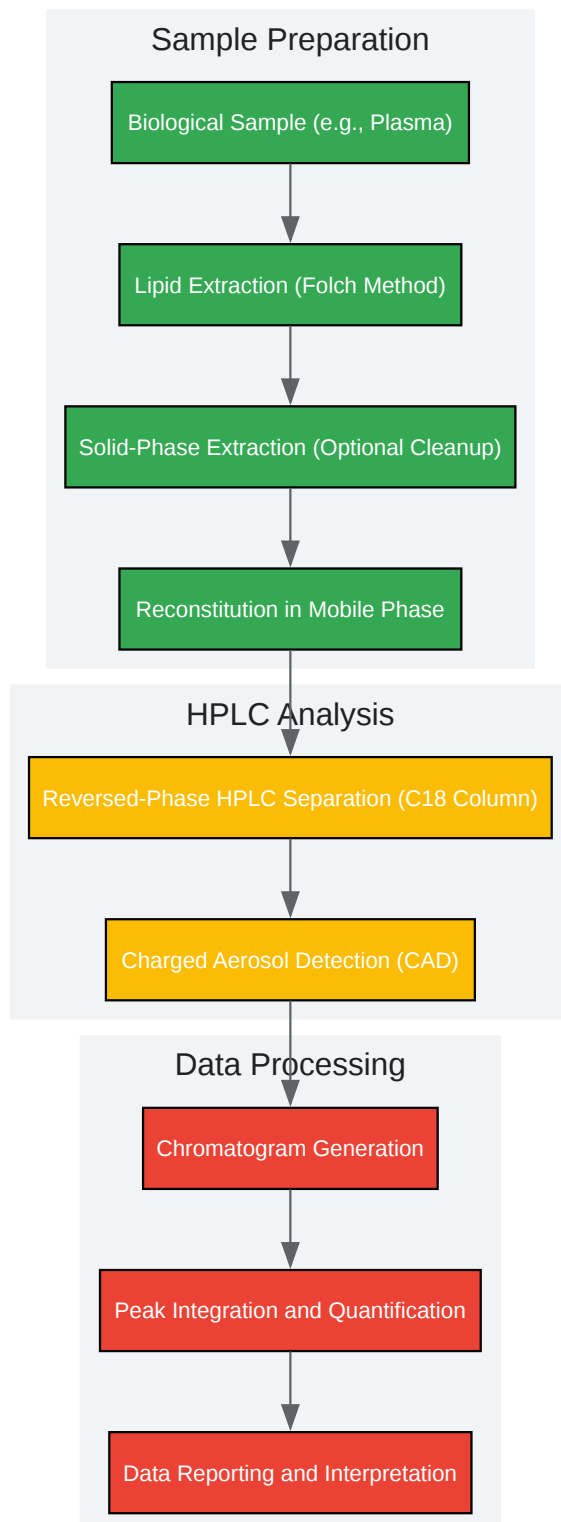 Sample Preparation
Biological Sample (e.g., Plasma)
Lipid Extraction (Folch Method)
Solid-Phase Extraction (Optional Cleanup)
Reconstitution in Mobile Phase
HPLC Analysis
Reversed-Phase HPLC Separation (C18 Column)
Charged Aerosol Detection (CAD)
Data Processing
Chromatogram Generation
Peak Integration and Quantification
Data Reporting and Interpretation